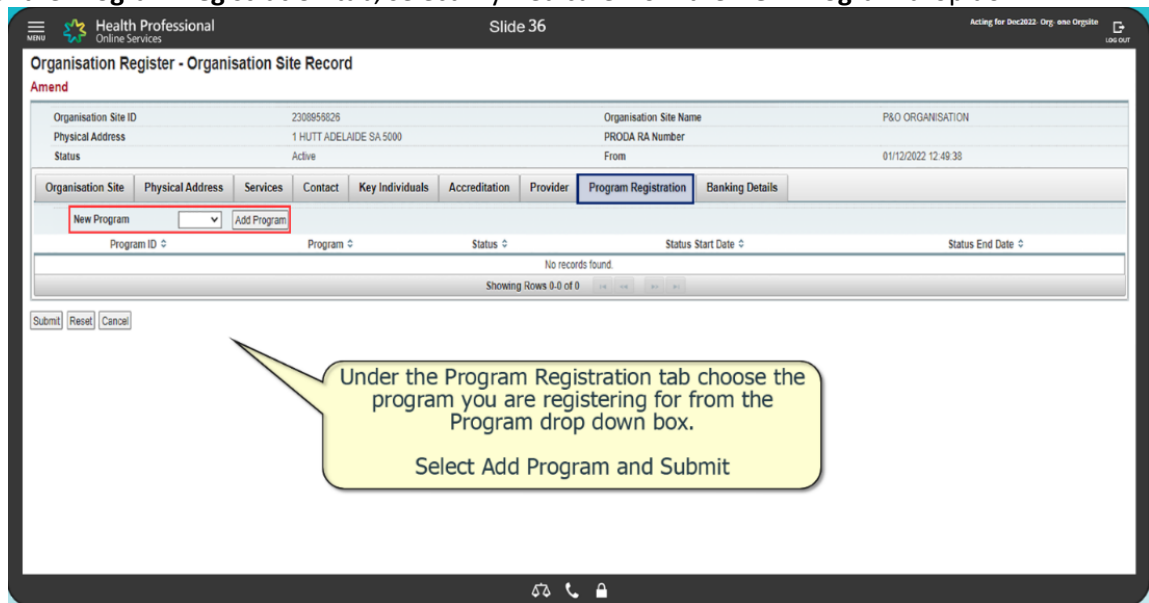 Health Professional
Online Services
MENU
Slide 36
Acting for Doc2022- Org- one Orgsite
LOG OUT
Organisation Register - Organisation Site Record
Amend
Organisation Site ID 2308956826 Organisation Site Name P&O ORGANISATION
Physical Address 1 HUTT ADELAIDE SA 5000 PRODA RA Number
Status Active From 01/12/2022 12:49:38
Organisation Site Physical Address Services Contact Key Individuals Accreditation Provider Program Registration Banking Details
New Program Add Program
Program ID Program Status Status Start Date Status End Date
No records found.
Showing Rows 0-0 of 0
Submit Reset Cancel
Under the Program Registration tab choose the
program you are registering for from the
Program drop down box.
Select Add Program and Submit